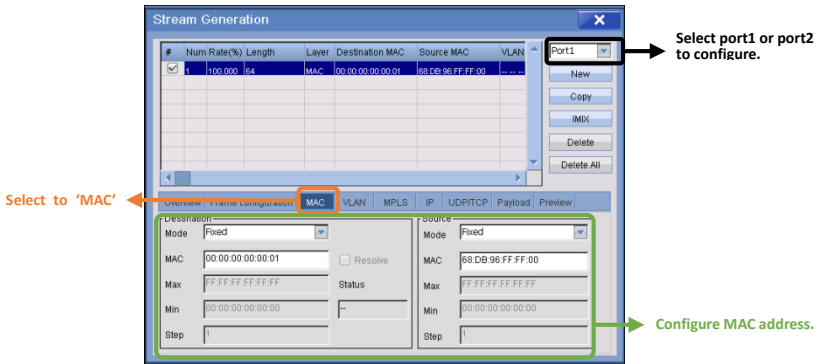 Stream Generation
X
# Num Rate(%) Length Layer Destination MAC Source MAC VLAN
1 100.000 64 MAC 00:00:00:00:00:01 68:DB:96:FF:FF:00 -- -- --
Port1
New
Copy
IMIX
Delete
Delete All
Select port1 or port2
to configure.
Select to ‘MAC’
Overview Frame configuration MAC VLAN MPLS IP UDP/TCP Payload Preview
Destination
Mode Fixed
MAC 00:00:00:00:00:01 Resolve
Max FF:FF:FF:FF:FF:FF Status
Min 00:00:00:00:00:00 --
Step 1
Source
Mode Fixed
MAC 68:DB:96:FF:FF:00
Max FF:FF:FF:FF:FF:FF
Min 00:00:00:00:00:00
Step 1
Configure MAC address.